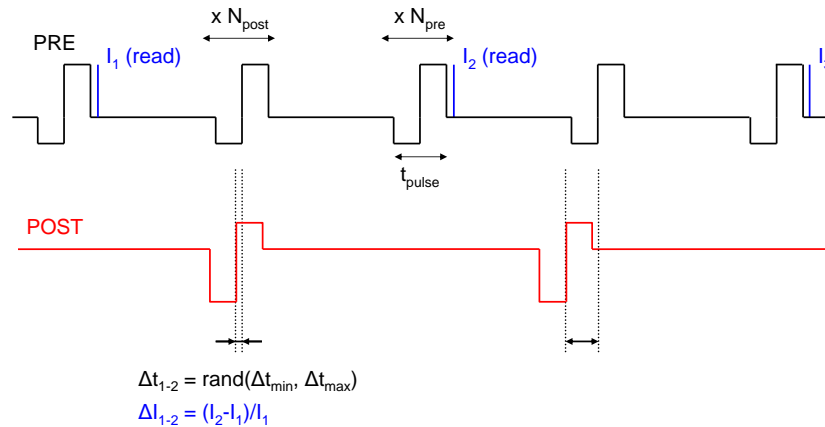 x N_post x N_pre
PRE I_1 (read) I_2 (read) I
t_pulse
POST
Δt_1-2 = rand(Δt_min, Δt_max)
ΔI_1-2 = (I_2-I_1)/I_1